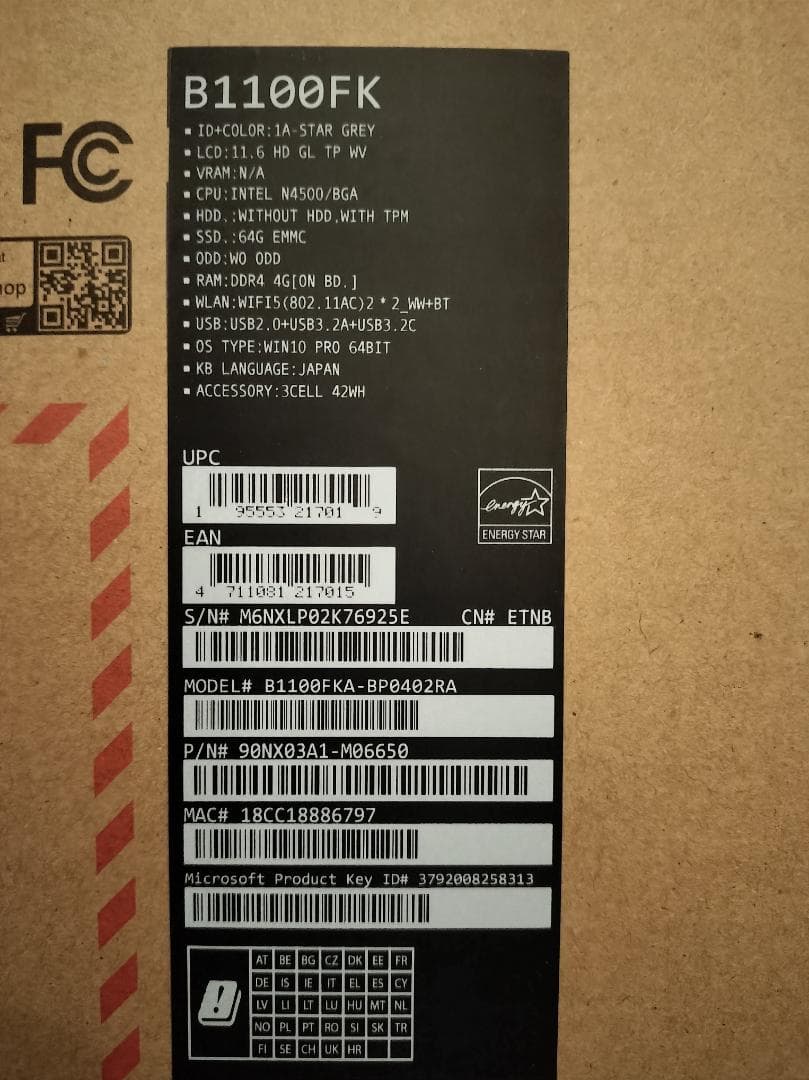 B1100FK
▪ ID+COLOR:1A-STAR GREY
▪ LCD:11.6 HD GL TP WV
▪ VRAM:N/A
▪ CPU:INTEL N4500/BGA
▪ HDD.:WITHOUT HDD,WITH TPM
▪ SSD.:64G EMMC
▪ ODD:WO ODD
▪ RAM:DDR4 4G[ON BD.]
▪ WLAN:WIFI5(802.11AC)2*2_WW+BT
▪ USB:USB2.0+USB3.2A+USB3.2C
▪ OS TYPE:WIN10 PRO 64BIT
▪ KB LANGUAGE:JAPAN
▪ ACCESSORY:3CELL 42WH
FC
UPC
1 95553 21701 9
energy
ENERGY STAR
EAN
4 711081 217015
S/N# M6NXLP02K76925E CN# ETNB
MODEL# B1100FKA-BP0402RA
P/N# 90NX03A1-M06650
MAC# 18CC18886797
Microsoft Product Key ID# 3792008258313
AT BE BG CZ DK EE FR
DE IS IE IT EL ES CY
LV LI LT LU HU MT NL
NO PL PT RO SI SK TR
FI SE CH UK HR